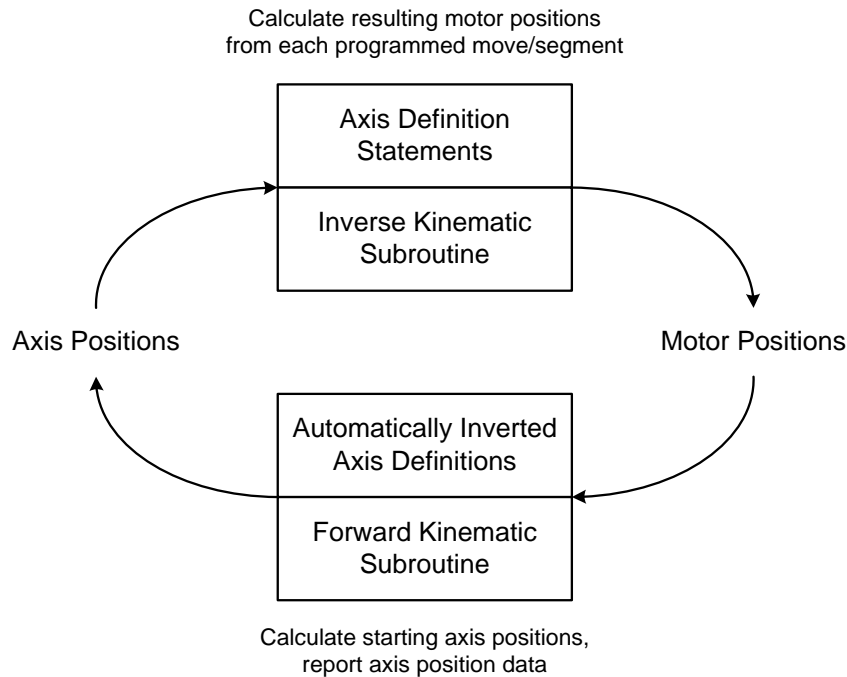 Calculate resulting motor positions
from each programmed move/segment
Axis Definition
Statements
Inverse Kinematic
Subroutine
Axis Positions
Motor Positions
Automatically Inverted
Axis Definitions
Forward Kinematic
Subroutine
Calculate starting axis positions,
report axis position data